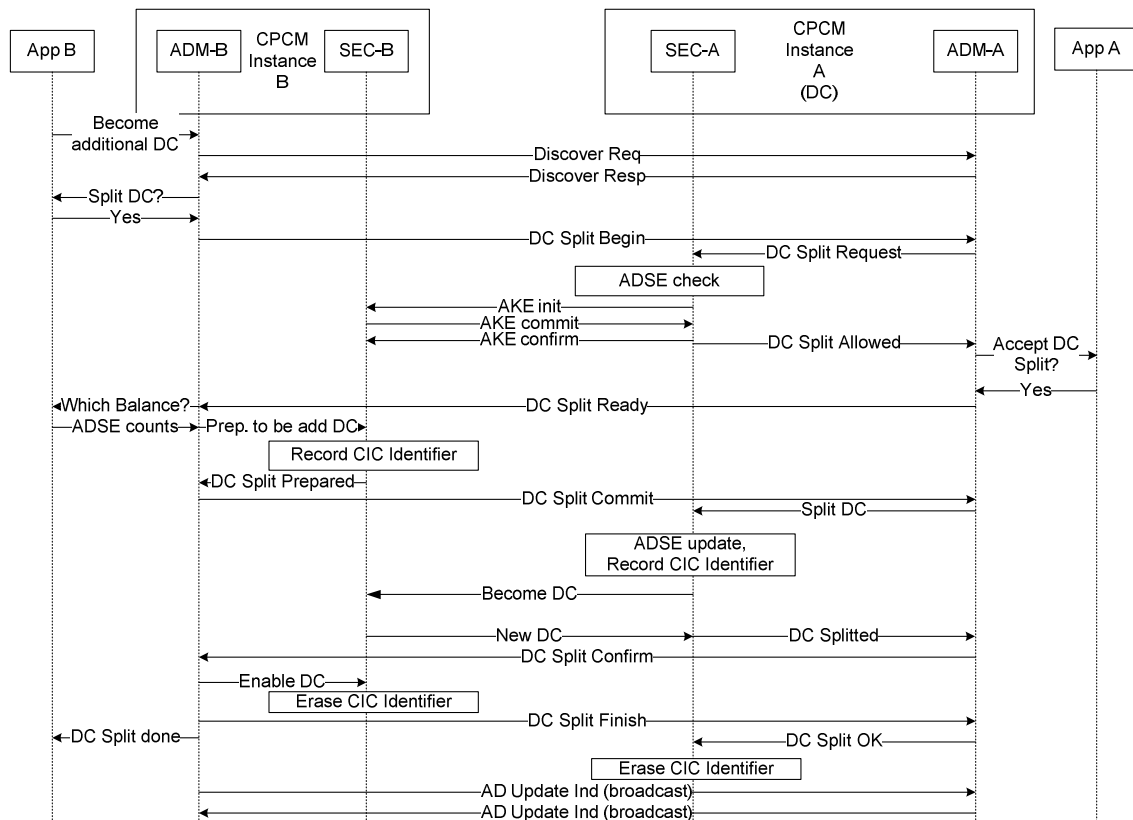 App B
ADM-B
CPCM
Instance
B
SEC-B
SEC-A
CPCM
Instance
A
(DC)
ADM-A
App A
Become
additional DC
Discover Req
Discover Resp
Split DC?
Yes
DC Split Begin
DC Split Request
ADSE check
AKE init
AKE commit
AKE confirm
DC Split Allowed
Accept DC
Split?
Yes
Which Balance?
DC Split Ready
ADSE counts
Prep. to be add DC
Record CIC Identifier
DC Split Prepared
DC Split Commit
Split DC
ADSE update,
Record CIC Identifier
Become DC
New DC
DC Splitted
DC Split Confirm
Enable DC
Erase CIC Identifier
DC Split Finish
DC Split done
DC Split OK
Erase CIC Identifier
AD Update Ind (broadcast)
AD Update Ind (broadcast)